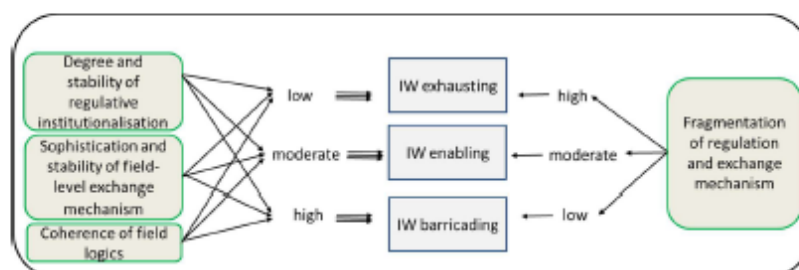 Degree and
stability of
regulative
institutionalisation
Sophistication and
stability of field-
level exchange
mechanism
Coherence of field
logics
low
moderate
high
IW exhausting
IW enabling
IW barricading
high
moderate
low
Fragmentation
of regulation
and exchange
mechanism